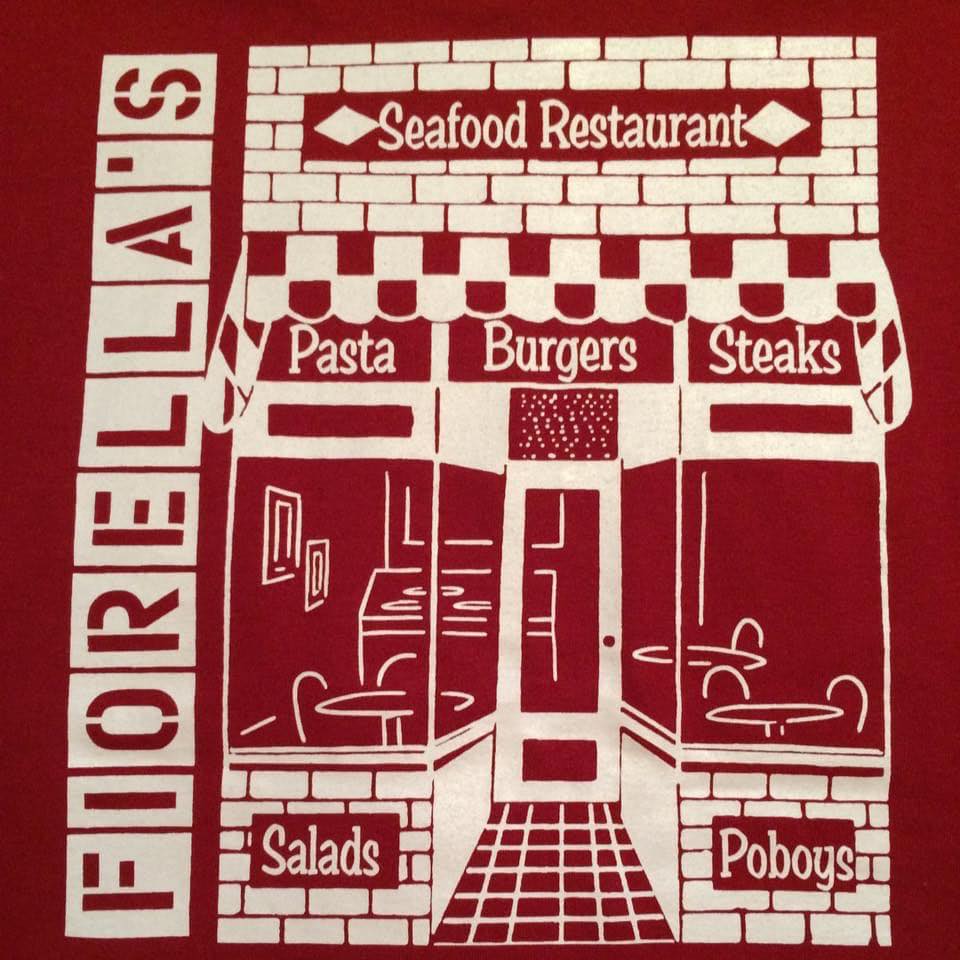 FIORELLA'S
Seafood Restaurant
Pasta Burgers Steaks
Salads Poboys